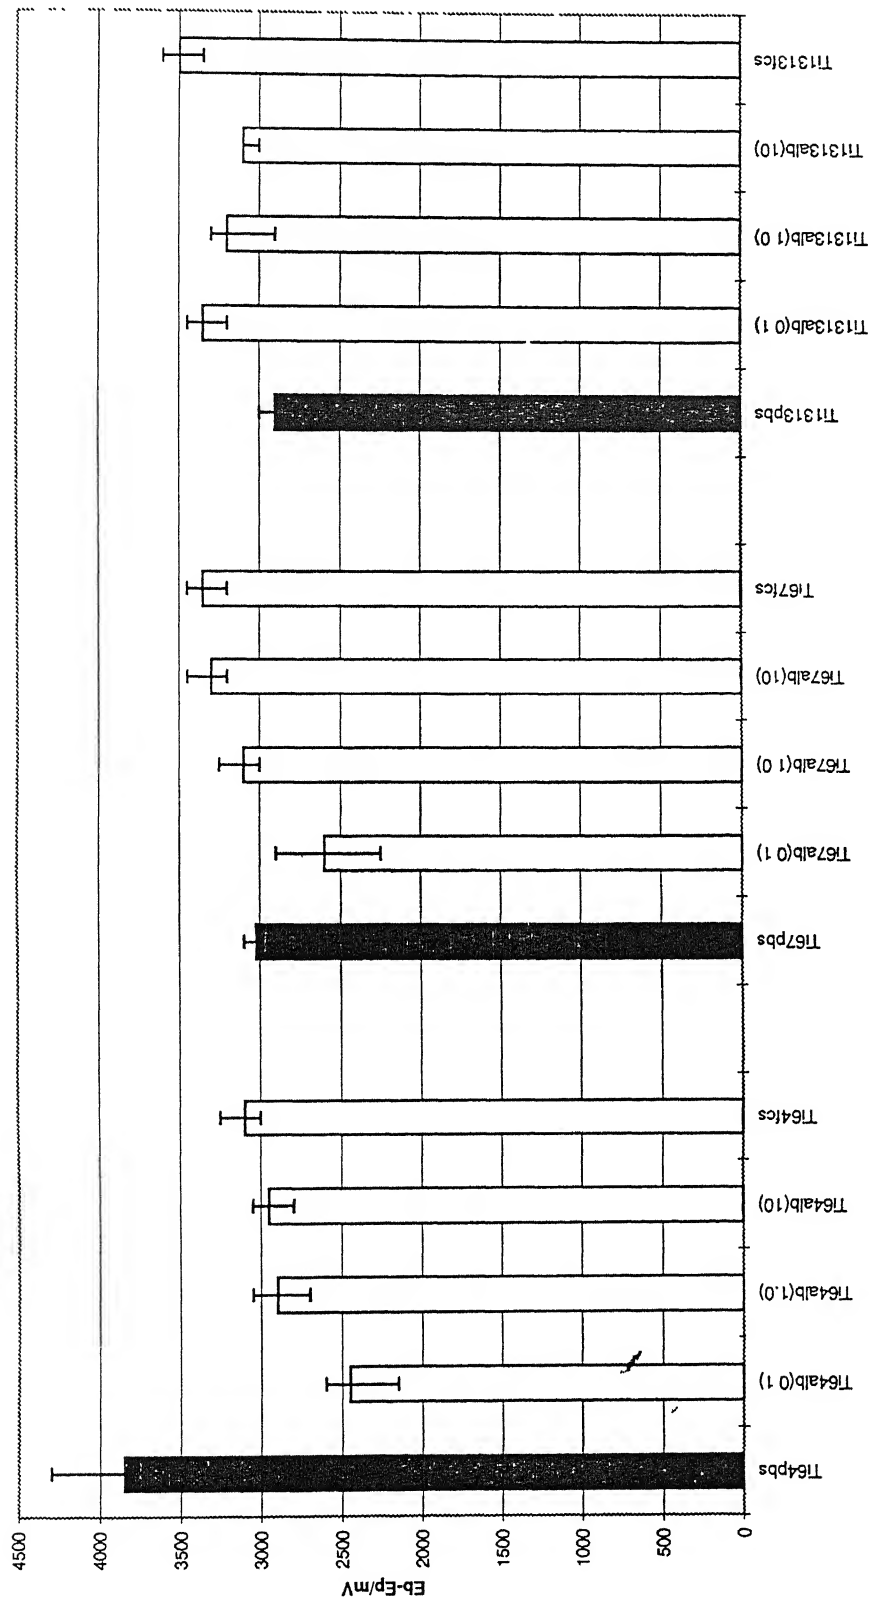 Eb-Ep/mV
4500
4000
3500
3000
2500
2000
1500
1000
500
0
Ti64pbs
Ti64alb(0 1)
Ti64alb(1.0)
Ti64alb(10)
Ti64fcs
Ti67pbs
Ti67alb(0 1)
Ti67alb(1 0)
Ti67alb(10)
Ti67fcs
Ti1313pbs
Ti1313alb(0 1)
Ti1313alb(1 0)
Ti1313alb(10)
Ti1313fcs